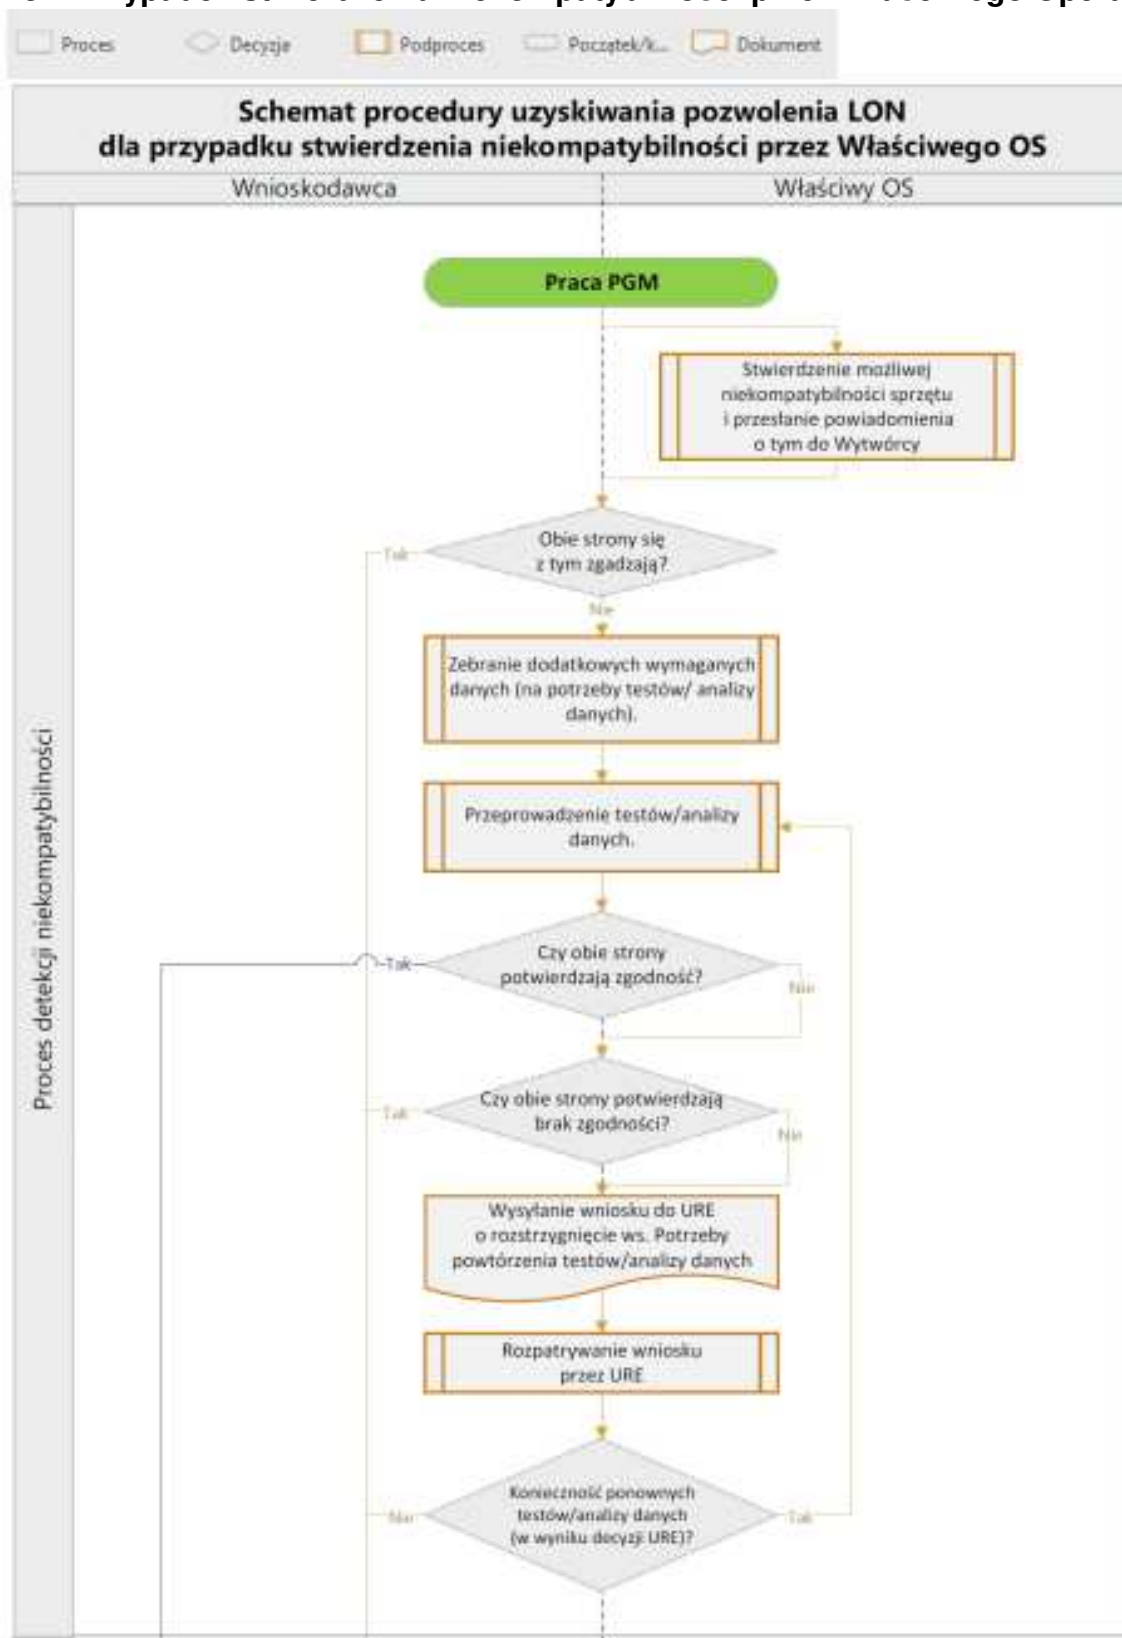 Proces
Decyzja
Podproces
Początek/k...
Dokument
Schemat procedury uzyskiwania pozwolenia LON
dla przypadku stwierdzenia niekompatybilności przez Właściwego OS
Wnioskodawca
Właściwy OS
Proces detekcji niekompatybilności
Praca PGM
Stwierdzenie możliwej
niekompatybilności sprzętu
i przesłanie powiadomienia
o tym do Wytwórcy
Obie strony się
z tym zgadzają?
Tak
Nie
Zebranie dodatkowych wymaganych
danych (na potrzeby testów/ analizy
danych).
Przeprowadzenie testów/analizy
danych.
Czy obie strony
potwierdzają zgodność?
Tak
Nie
Czy obie strony potwierdzają
brak zgodności?
Tak
Nie
Wysyłanie wniosku do URE
o rozstrzygnięcie ws. Potrzeby
powtórzenia testów/analizy danych
Rozpatrywanie wniosku
przez URE
Konieczność ponownych
testów/analizy danych
(w wyniku decyzji URE)?
Nie
Tak